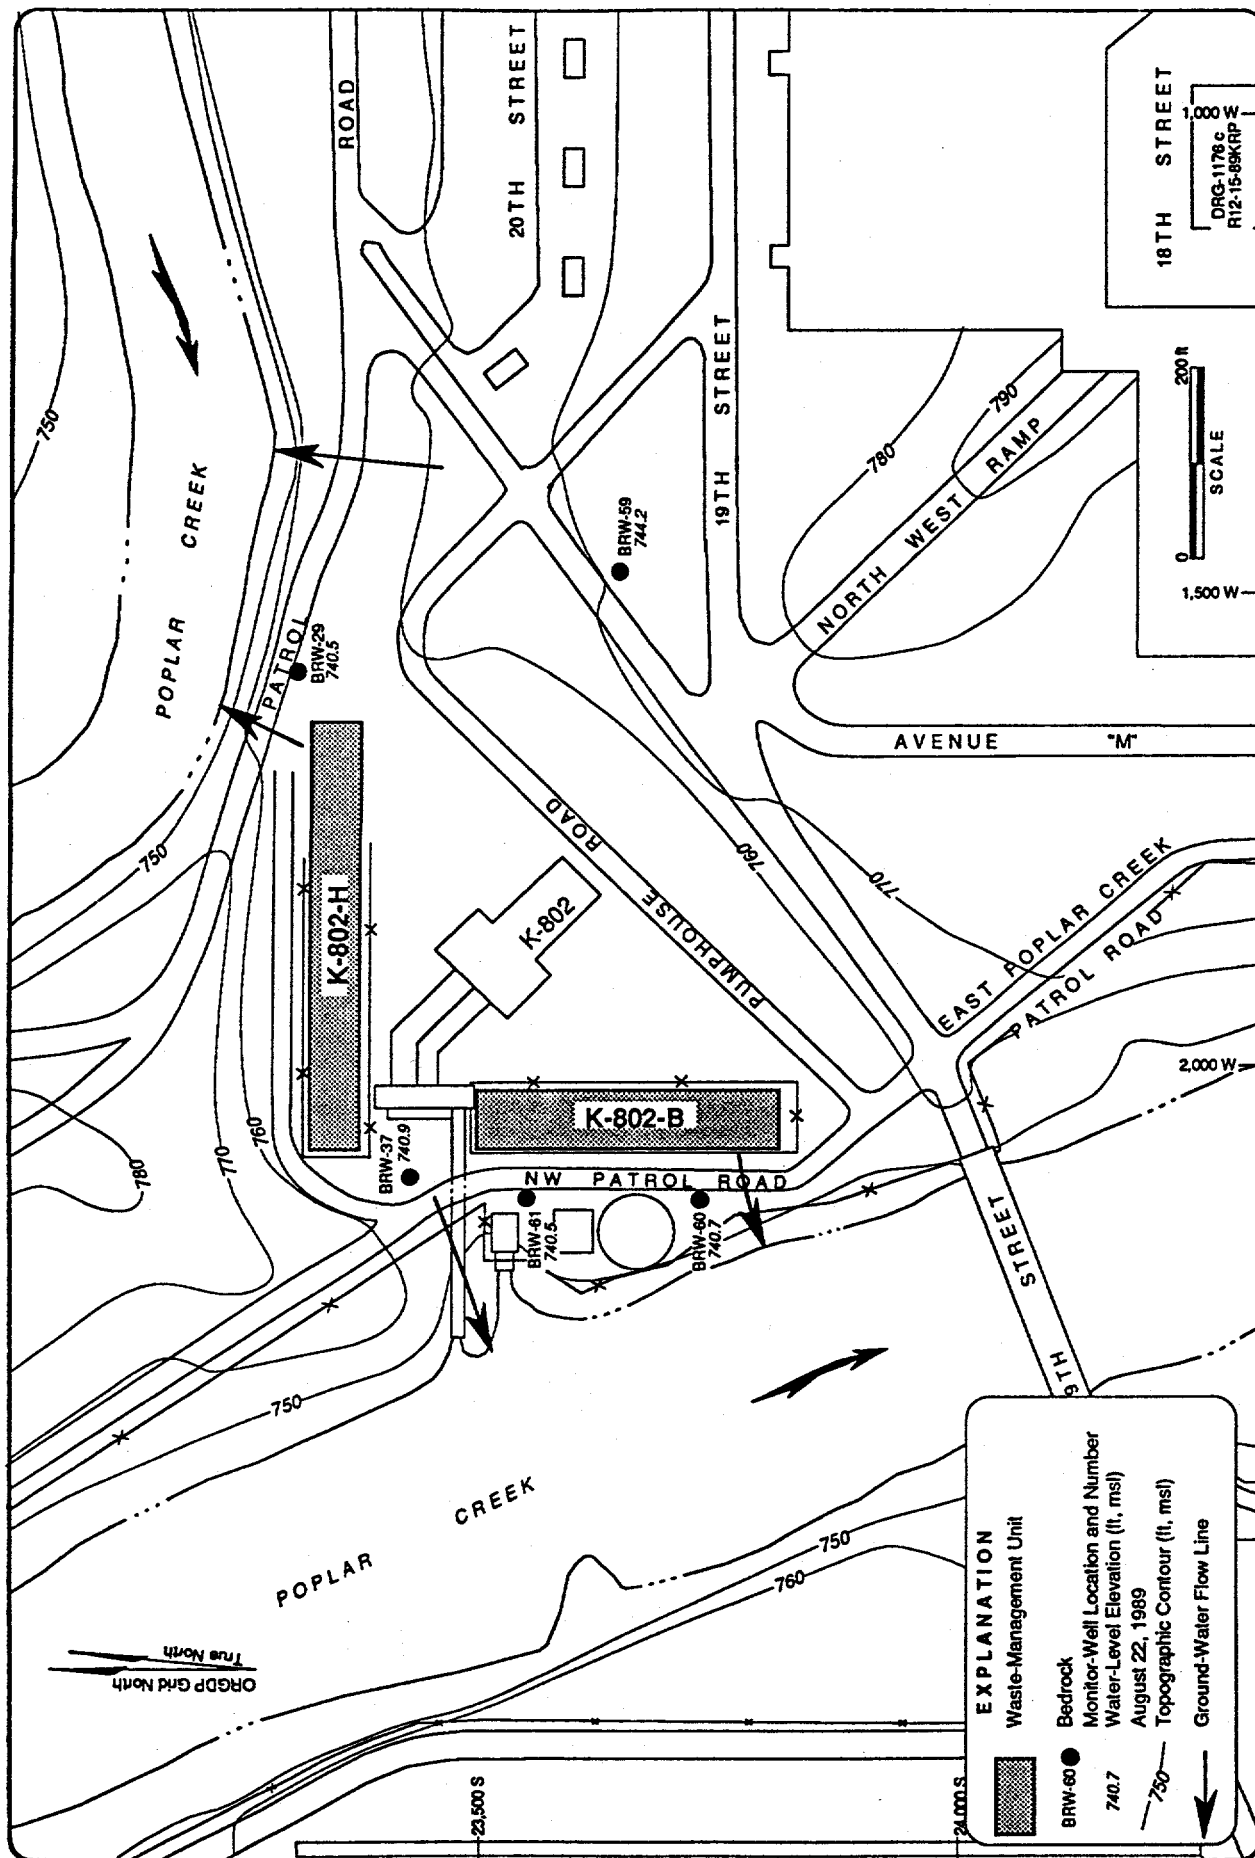 ROAD
20TH STREET
18TH STREET
1,000 W
DRG-1178 c
R12-15-89KRP
750
POPLAR CREEK
19TH STREET
780
790
NORTH WEST RAMP
200 ft
0
SCALE
1,500 W
BRW-59
744.2
PATROL
BRW-29
740.5
AVENUE "M"
750
K-802-H
K-802
PUMPHOUSE ROAD
760
770
EAST POPLAR CREEK
PATROL ROAD
2,000 W
780
770
760
BRW-37
740.9
K-802-B
NW PATROL ROAD
BRW-61
740.5
BRW-60
740.7
9TH STREET
750
POPLAR CREEK
750
760
ORGDP Grid North
True North
23,500 S
24,000 S
EXPLANATION
Waste-Management Unit
BRW-60
Bedrock
Monitor-Well Location and Number
740.7
Water-Level Elevation (ft, msl)
August 22, 1989
750
Topographic Contour (ft, msl)
Ground-Water Flow Line